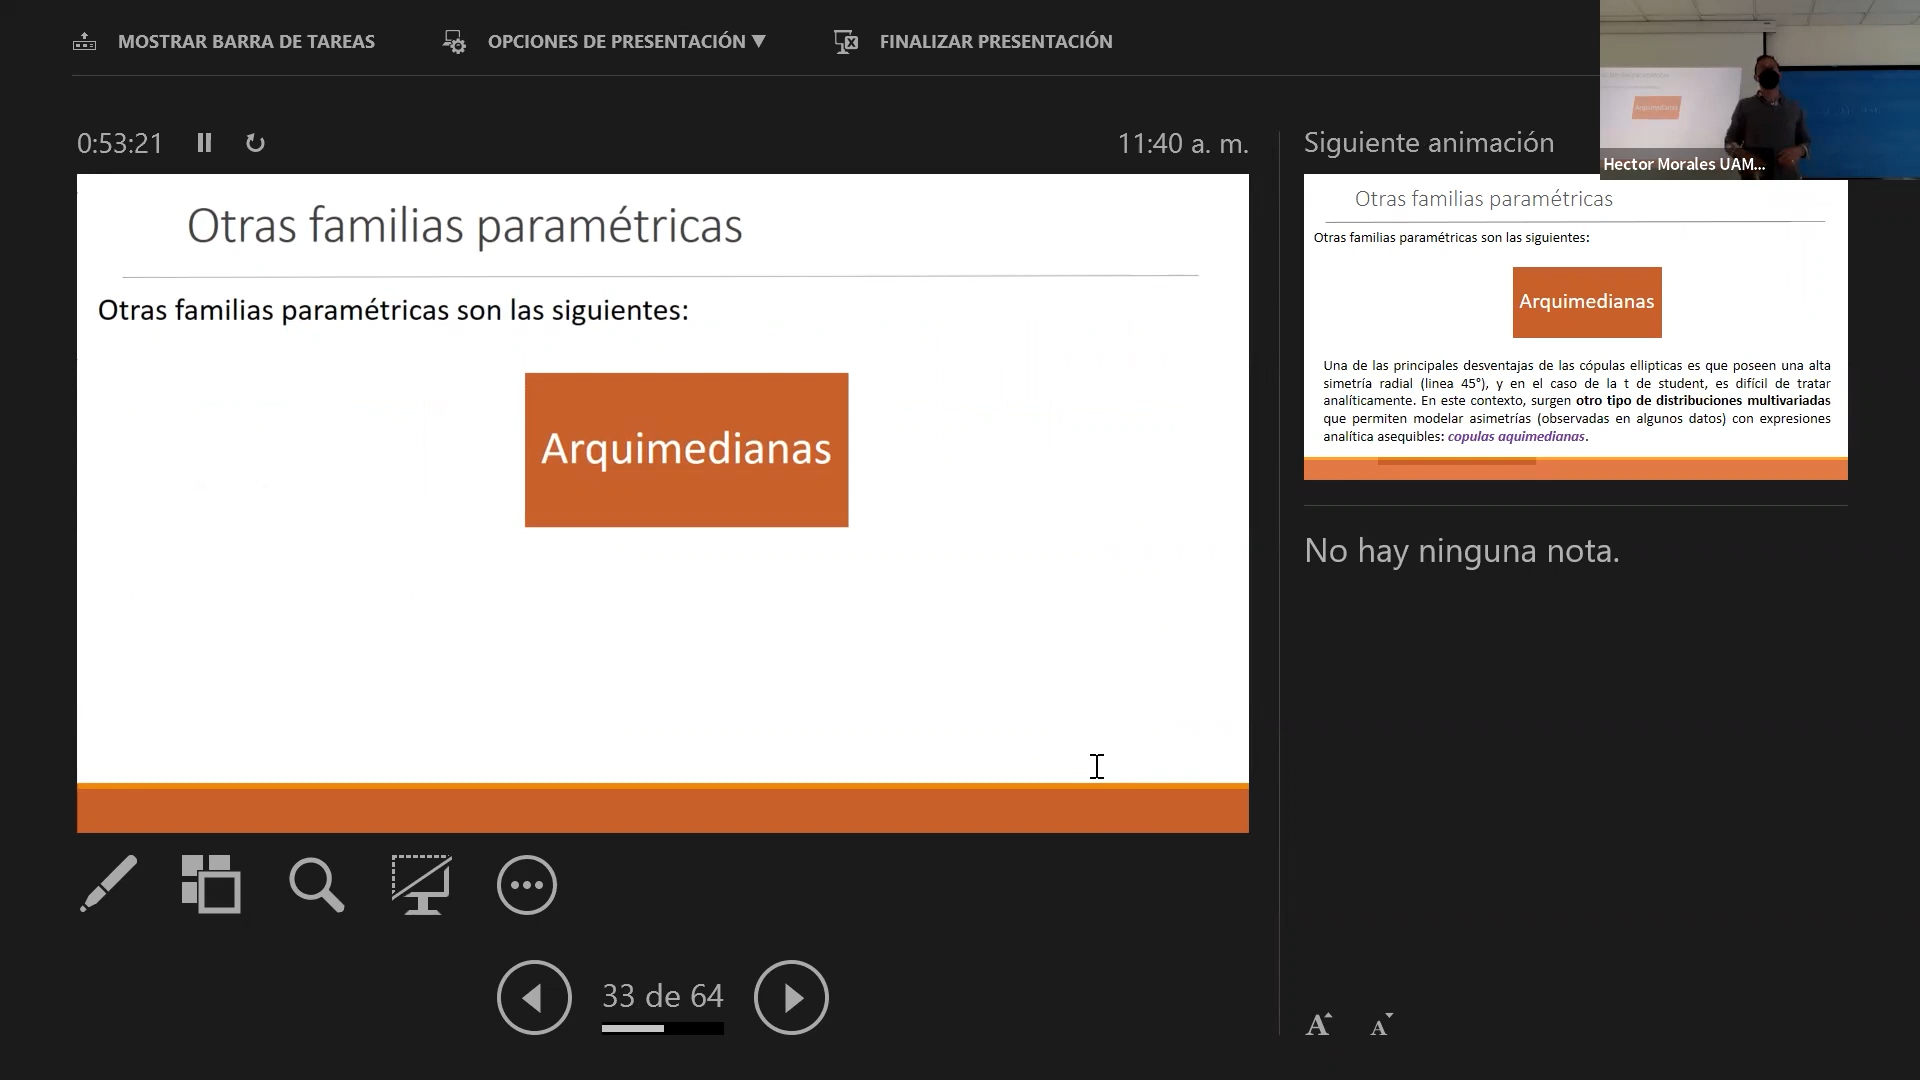 MOSTRAR BARRA DE TAREAS
OPCIONES DE PRESENTACIÓN
FINALIZAR PRESENTACIÓN
Hector Morales UAM...
0:53:21
11:40 a. m.
Siguiente animación
Otras familias paramétricas
Otras familias paramétricas son las siguientes:
Arquimedianas
Otras familias paramétricas
Otras familias paramétricas son las siguientes:
Arquimedianas
Una de las principales desventajas de las cópulas ellipticas es que poseen una alta
simetría radial (linea 45°), y en el caso de la t de student, es difícil de tratar
analíticamente. En este contexto, surgen otro tipo de distribuciones multivariadas
que permiten modelar asimetrías (observadas en algunos datos) con expresiones
analítica asequibles: copulas aquimedianas.
No hay ninguna nota.
33 de 64
A A